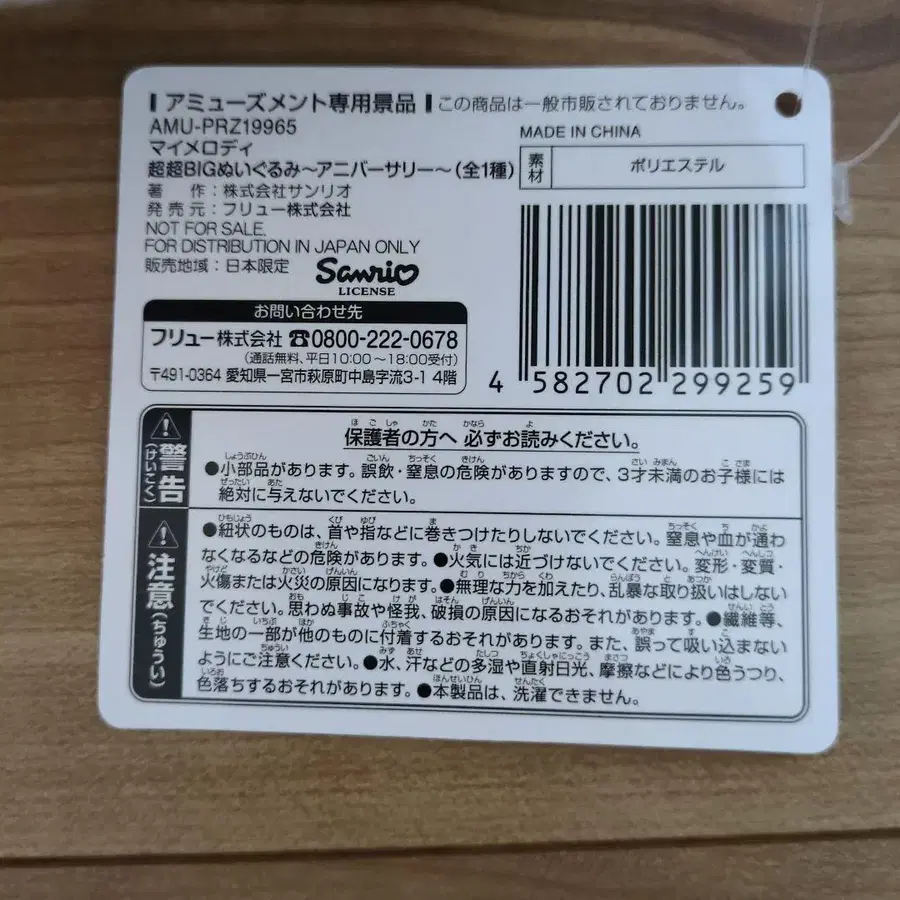 アミューズメント専用景品 この商品は一般市販されておりません。
AMU-PRZ19965
マイメロディ
超超BIGぬいぐるみ〜アニバーサリー〜(全1種)
著 作:株式会社サンリオ
発売元:フリュー株式会社
NOT FOR SALE.
FOR DISTRIBUTION IN JAPAN ONLY
販売地域:日本限定
Sanrio
LICENSE
MADE IN CHINA
素材 ポリエステル
4 582702 299259
お問い合わせ先
フリュー株式会社 ☎0800-222-0678
(通話無料、平日10:00〜18:00受付)
〒491-0364 愛知県一宮市萩原町中島字流3-1 4階
警告(けいこく)
保護者の方へ 必ずお読みください。
●小部品があります。誤飲・窒息の危険がありますので、3才未満のお子様には
絶対に与えないでください。
注意(ちゅうい)
●紐状のものは、首や指などに巻きつけたりしないでください。窒息や血が通わ
なくなるなどの危険があります。●火気には近づけないでください。変形・変質・
火傷または火災の原因になります。●無理な力を加えたり、乱暴な取り扱いはしない
でください。思わぬ事故や怪我、破損の原因になるおそれがあります。●繊維等、
生地の一部が他のものに付着するおそれがあります。また、誤って吸い込まない
ようにご注意ください。●水、汗などの多湿や直射日光、摩擦などにより色うつり、
色落ちするおそれがあります。●本製品は、洗濯できません。